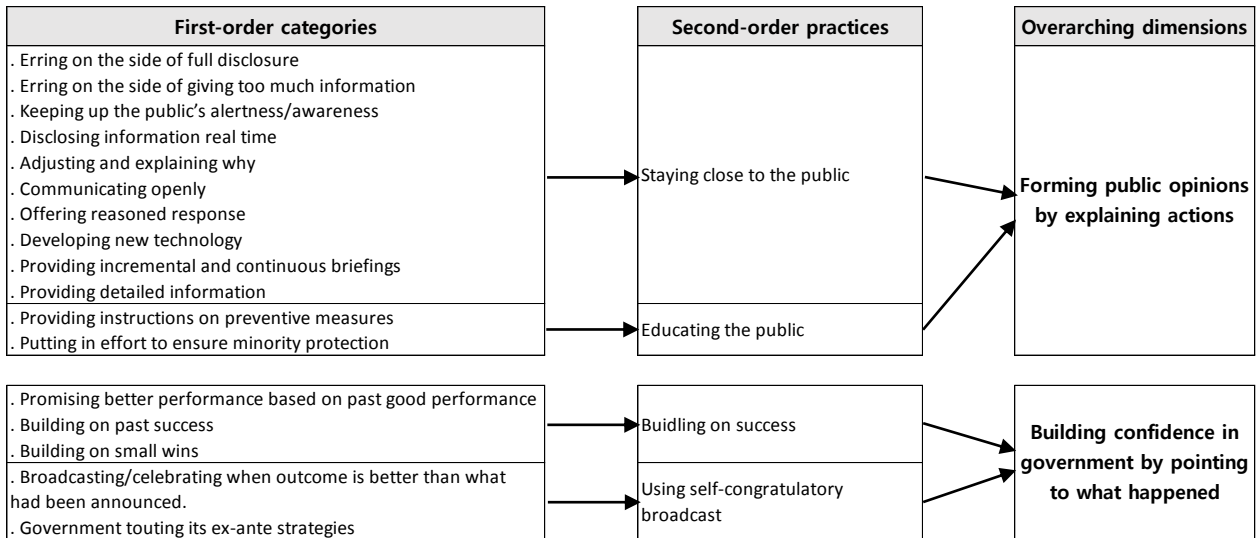 First-order categories
Second-order practices
Overarching dimensions
. Erring on the side of full disclosure
. Erring on the side of giving too much information
. Keeping up the public's alertness/awareness
. Disclosing information real time
. Adjusting and explaining why
. Communicating openly
. Offering reasoned response
. Developing new technology
. Providing incremental and continuous briefings
. Providing detailed information
Staying close to the public
Forming public opinions
by explaining actions
. Providing instructions on preventive measures
. Putting in effort to ensure minority protection
Educating the public
. Promising better performance based on past good performance
. Building on past success
. Building on small wins
Buidling on success
Building confidence in
government by pointing
to what happened
. Broadcasting/celebrating when outcome is better than what
had been announced.
. Government touting its ex-ante strategies
Using self-congratulatory
broadcast